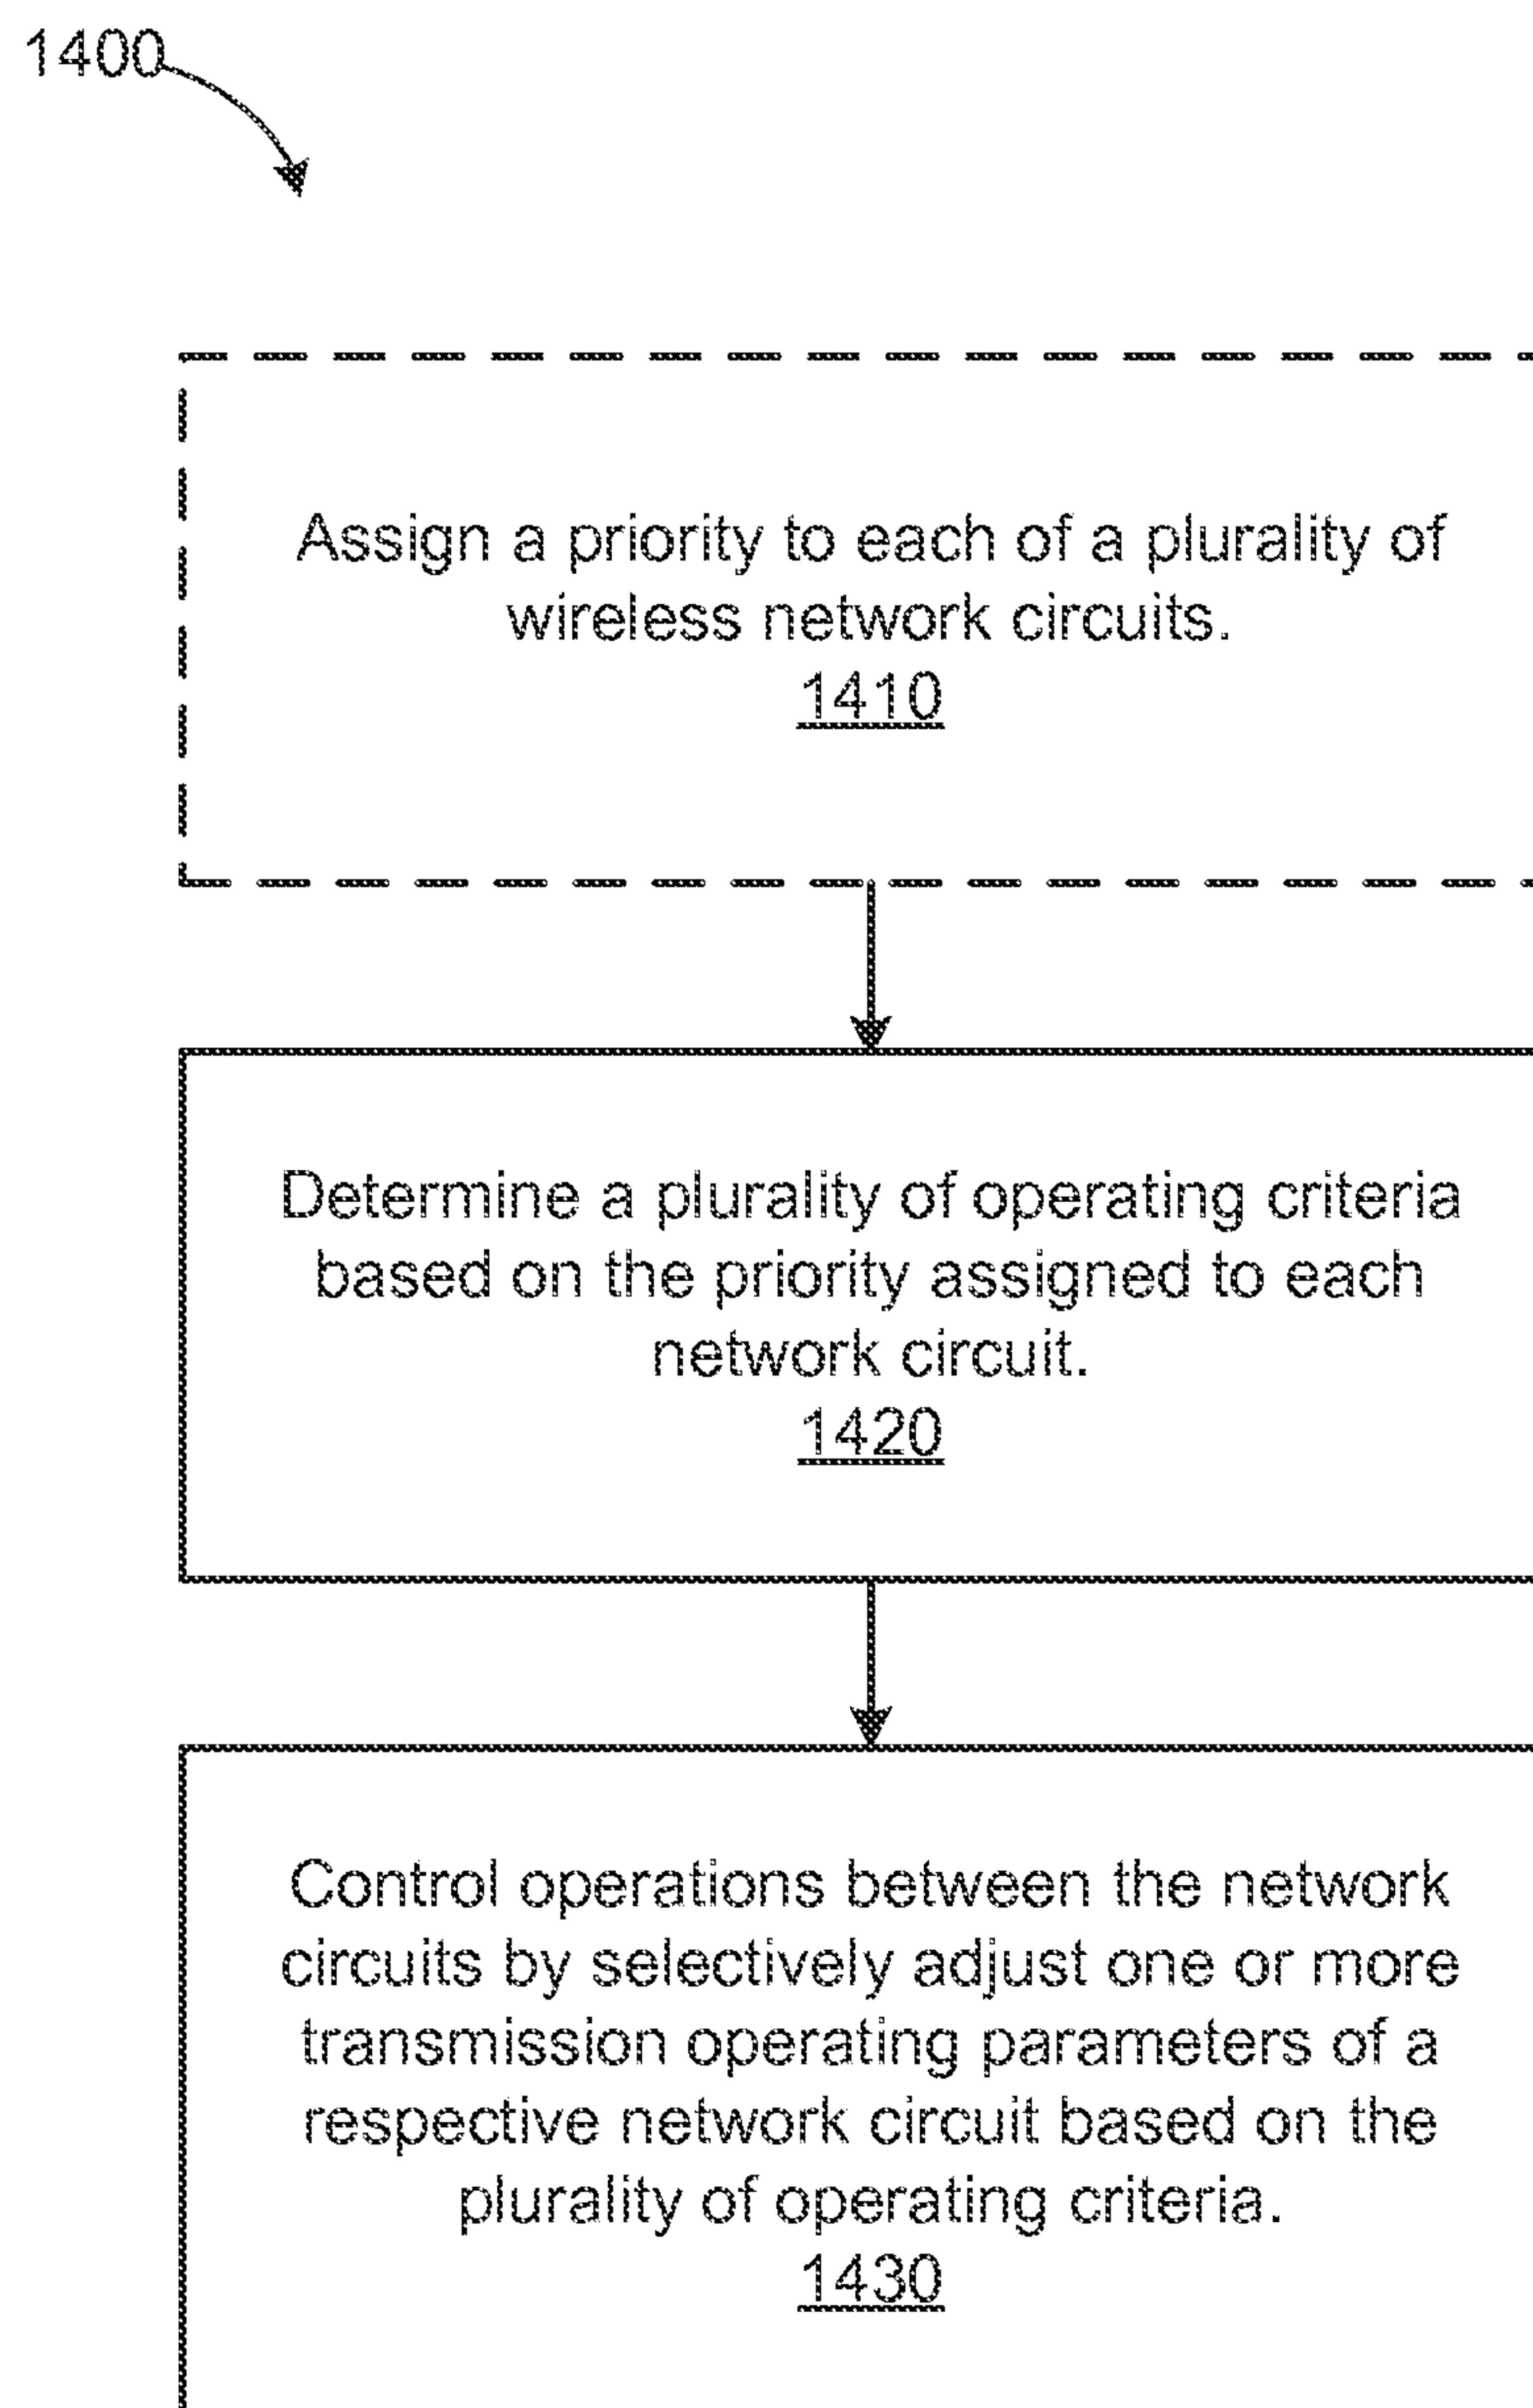 1400
Assign a priority to each of a plurality of
wireless network circuits.
1410
Determine a plurality of operating criteria
based on the priority assigned to each
network circuit.
1420
Control operations between the network
circuits by selectively adjust one or more
transmission operating parameters of a
respective network circuit based on the
plurality of operating criteria.
1430